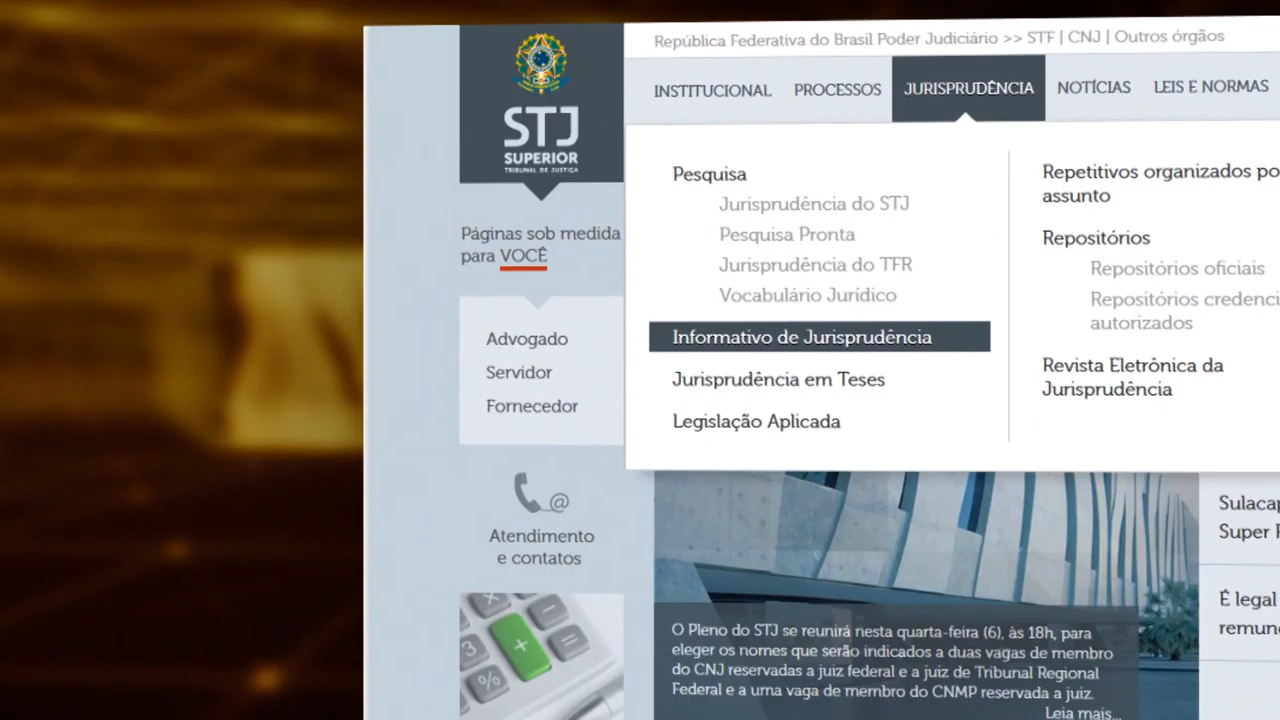 República Federativa do Brasil Poder Judiciário >> STF | CNJ | Outros órgãos
INSTITUCIONAL PROCESSOS JURISPRUDÊNCIA NOTÍCIAS LEIS E NORMAS
STJ
SUPERIOR
TRIBUNAL DE JUSTIÇA
Páginas sob medida
para VOCÊ
Advogado
Servidor
Fornecedor
Atendimento
e contatos
Pesquisa
Jurisprudência do STJ
Pesquisa Pronta
Jurisprudência do TFR
Vocabulário Jurídico
Informativo de Jurisprudência
Jurisprudência em Teses
Legislação Aplicada
Repetitivos organizados po
assunto
Repositórios
Repositórios oficiais
Repositórios credenci
autorizados
Revista Eletrônica da
Jurisprudência
O Pleno do STJ se reunirá nesta quarta-feira (6), às 18h, para
eleger os nomes que serão indicados a duas vagas de membro
do CNJ reservadas a juiz federal e a juiz de Tribunal Regional
Federal e a uma vaga de membro do CNMP reservada a juiz.
Leia mais...
Sulacap
Super
É legal
remun
3
%
+
=